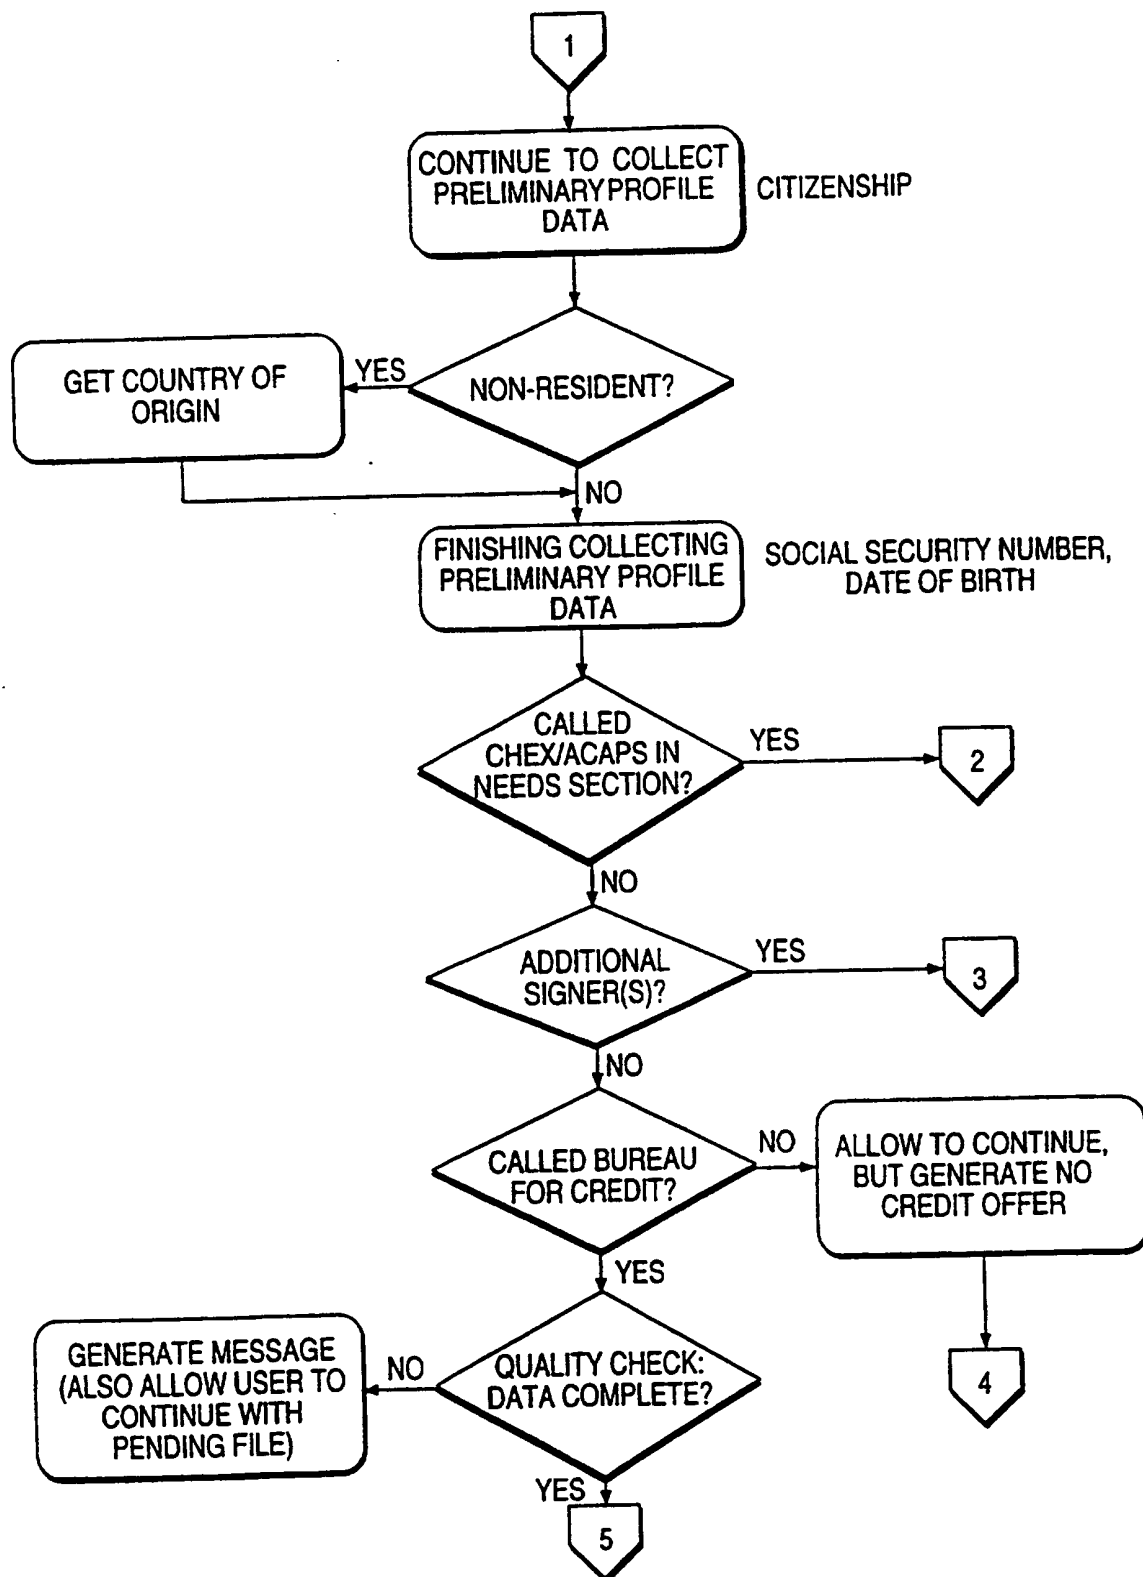 1
CONTINUE TO COLLECT
PRELIMINARY PROFILE
DATA
CITIZENSHIP
YES
GET COUNTRY OF
ORIGIN
NON-RESIDENT?
NO
FINISHING COLLECTING
PRELIMINARY PROFILE
DATA
SOCIAL SECURITY NUMBER,
DATE OF BIRTH
CALLED
CHEX/ACAPS IN
NEEDS SECTION?
YES
2
NO
ADDITIONAL
SIGNER(S)?
YES
3
NO
CALLED BUREAU
FOR CREDIT?
NO
ALLOW TO CONTINUE,
BUT GENERATE NO
CREDIT OFFER
YES
4
GENERATE MESSAGE
(ALSO ALLOW USER TO
CONTINUE WITH
PENDING FILE)
NO
QUALITY CHECK:
DATA COMPLETE?
YES
5